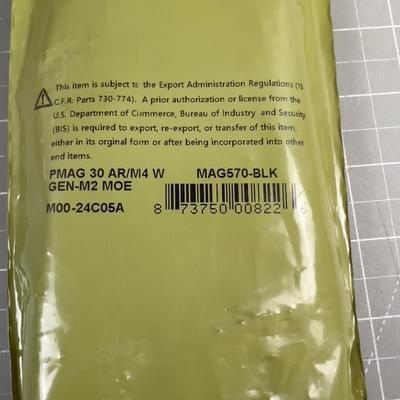 This item is subject to the Export Administration Regulations (15
C.F.R. Parts 730-774). A prior authorization or license from the
U.S. Department of Commerce, Bureau of Industry and Security
(BIS) is required to export, re-export, or transfer of this item,
either in its orginal form or after being incorporated into other
end items.
PMAG 30 AR/M4 W MAG570-BLK
GEN-M2 MOE
M00-24C05A 8 73750 00822 6